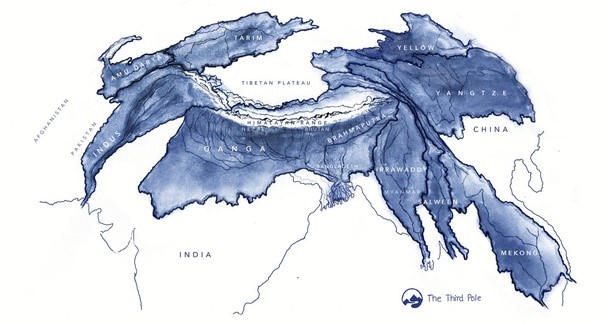 TARIM
YELLOW
AMU DARYA
TIBETAN PLATEAU
YANGTZE
AFGHANISTAN
PAKISTAN
INDUS
HIMALAYAN RANGE
NEPAL
BHUTAN
BRAHMAPUTRA
CHINA
GANGA
BANGLADESH
IRRAWADDY
MYANMAR
SALWEEN
INDIA
MEKONG
The Third Pole